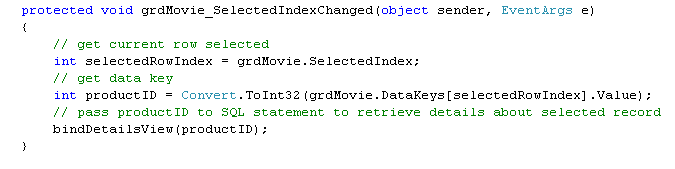 protected void grdMovie_SelectedIndexChanged(object sender, EventArgs e)
{
    // get current row selected
    int selectedRowIndex = grdMovie.SelectedIndex;
    // get data key
    int productID = Convert.ToInt32(grdMovie.DataKeys[selectedRowIndex].Value);
    // pass productID to SQL statement to retrieve details about selected record
    bindDetailsView(productID);
}